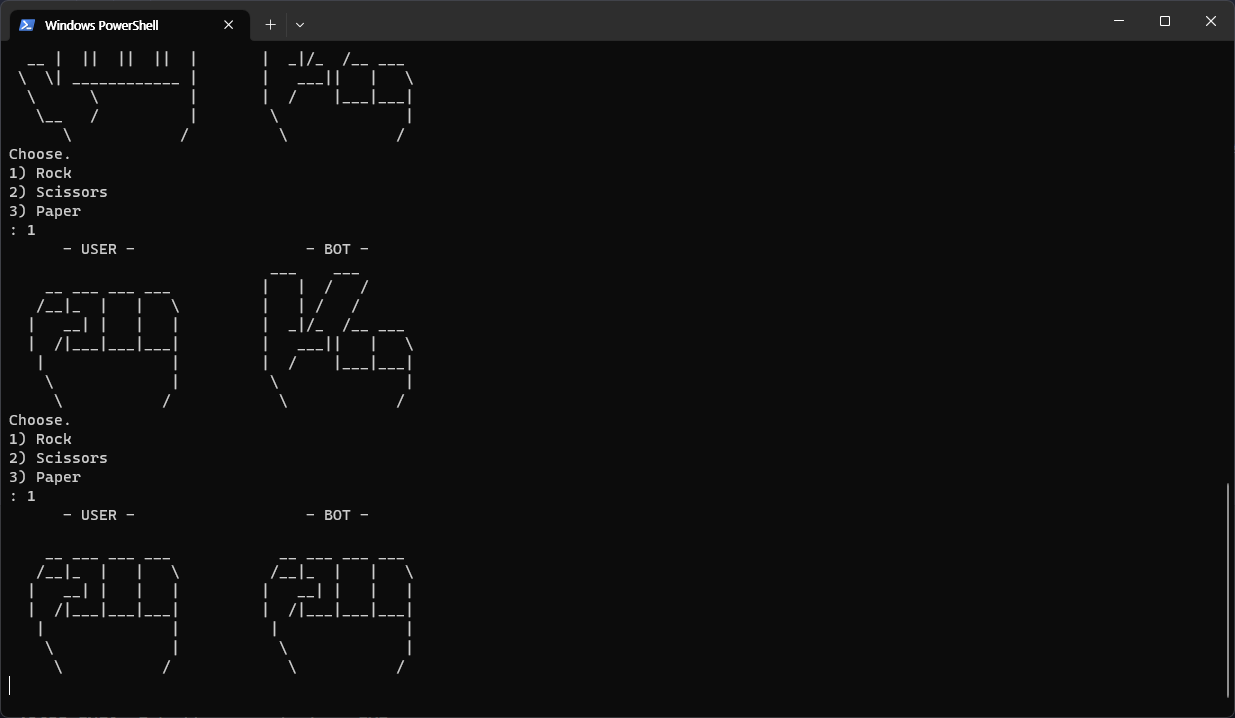 Windows PowerShell
Choose.
1) Rock
2) Scissors
3) Paper
: 1
- USER - - BOT -
Choose.
1) Rock
2) Scissors
3) Paper
: 1
- USER - - BOT -